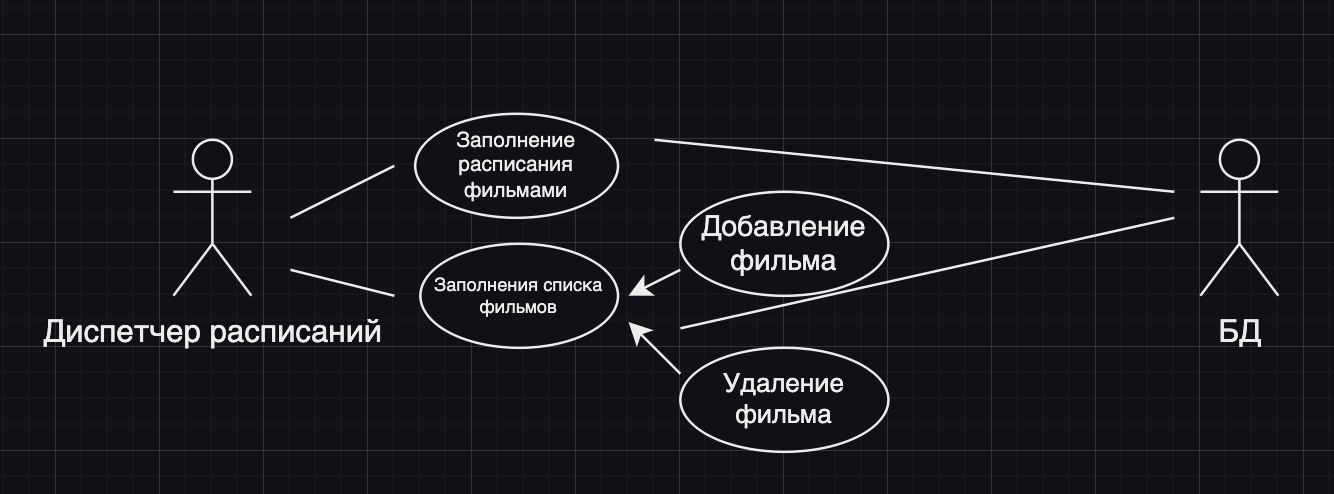 Заполнение
расписания
фильмами
Добавление
фильма
Заполнения списка
фильмов
Диспетчер расписаний
БД
Удаление
фильма